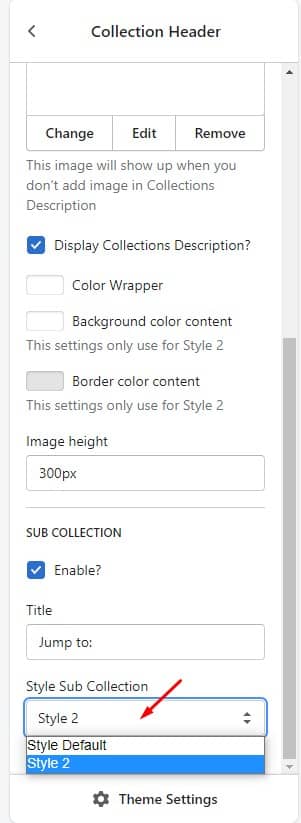 Collection Header
Change Edit Remove
This image will show up when you
don't add image in Collections
Description
Display Collections Description?
Color Wrapper
Background color content
This settings only use for Style 2
Border color content
This settings only use for Style 2
Image height
300px
SUB COLLECTION
Enable?
Title
Jump to:
Style Sub Collection
Style 2
Style Default
Style 2
Theme Settings